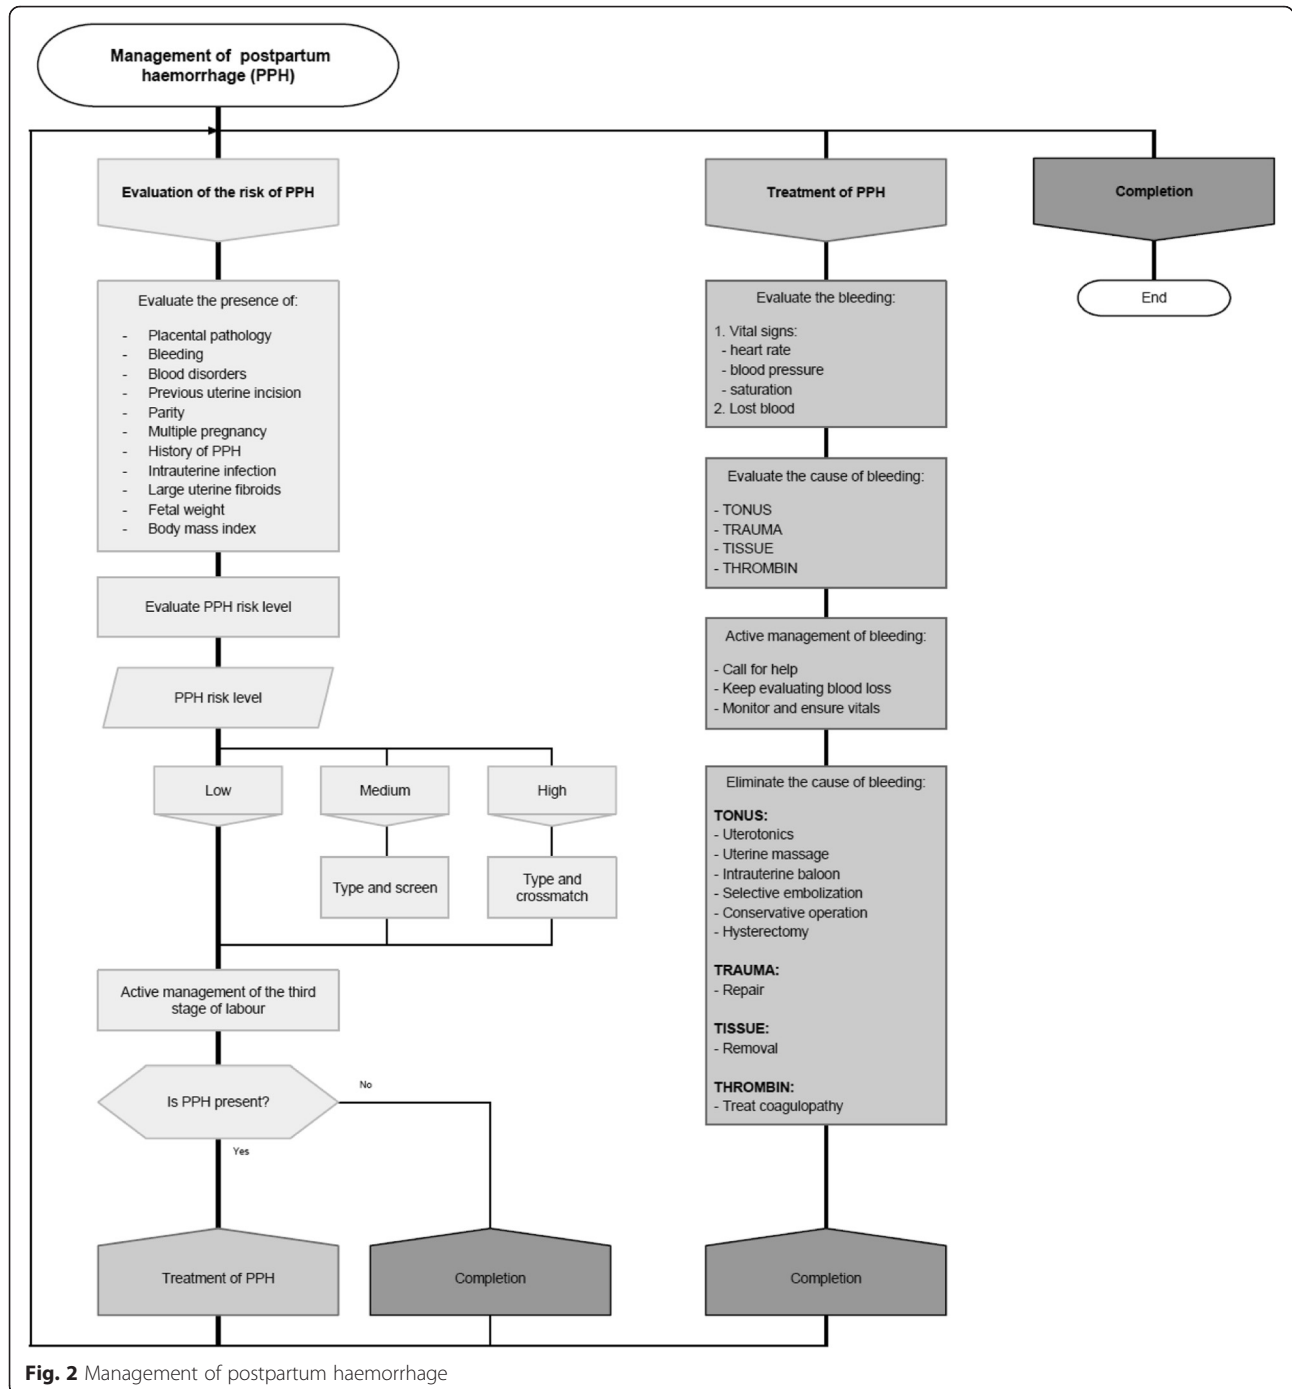 Management of postpartum
haemorrhage (PPH)
Evaluation of the risk of PPH
Evaluate the presence of:
- Placental pathology
- Bleeding
- Blood disorders
- Previous uterine incision
- Parity
- Multiple pregnancy
- History of PPH
- Intrauterine infection
- Large uterine fibroids
- Fetal weight
- Body mass index
Evaluate PPH risk level
PPH risk level
Low
Medium
High
Type and screen
Type and
crossmatch
Active management of the third
stage of labour
Is PPH present?
No
Yes
Treatment of PPH
Completion
Treatment of PPH
Evaluate the bleeding:
1. Vital signs:
- heart rate
- blood pressure
- saturation
2. Lost blood
Evaluate the cause of bleeding:
- TONUS
- TRAUMA
- TISSUE
- THROMBIN
Active management of bleeding:
- Call for help
- Keep evaluating blood loss
- Monitor and ensure vitals
Eliminate the cause of bleeding:
TONUS:
- Uterotonics
- Uterine massage
- Intrauterine baloon
- Selective embolization
- Conservative operation
- Hysterectomy
TRAUMA:
- Repair
TISSUE:
- Removal
THROMBIN:
- Treat coagulopathy
Completion
Completion
End
Fig. 2 Management of postpartum haemorrhage